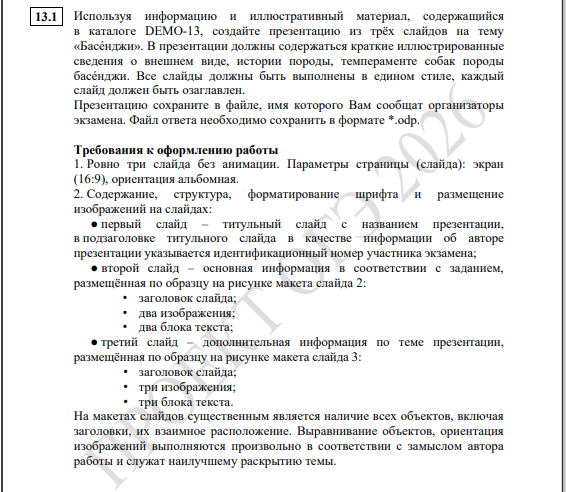 13.1 Используя информацию и иллюстративный материал, содержащийся
в каталоге DEMO-13, создайте презентацию из трёх слайдов на тему
«Басе́нджи». В презентации должны содержаться краткие иллюстрированные
сведения о внешнем виде, истории породы, темпераменте собак породы
басе́нджи. Все слайды должны быть выполнены в едином стиле, каждый
слайд должен быть озаглавлен.
Презентацию сохраните в файле, имя которого Вам сообщат организаторы
экзамена. Файл ответа необходимо сохранить в формате *.odp.
Требования к оформлению работы
1. Ровно три слайда без анимации. Параметры страницы (слайда): экран
(16:9), ориентация альбомная.
2. Содержание, структура, форматирование шрифта и размещение
изображений на слайдах:
● первый слайд – титульный слайд с названием презентации,
в подзаголовке титульного слайда в качестве информации об авторе
презентации указывается идентификационный номер участника экзамена;
● второй слайд – основная информация в соответствии с заданием,
размещённая по образцу на рисунке макета слайда 2:
• заголовок слайда;
• два изображения;
• два блока текста;
● третий слайд – дополнительная информация по теме презентации,
размещённая по образцу на рисунке макета слайда 3:
• заголовок слайда;
• три изображения;
• три блока текста.
На макетах слайдов существенным является наличие всех объектов, включая
заголовки, их взаимное расположение. Выравнивание объектов, ориентация
изображений выполняются произвольно в соответствии с замыслом автора
работы и служат наилучшему раскрытию темы.
ПРОЕКТ ОГЭ 2026